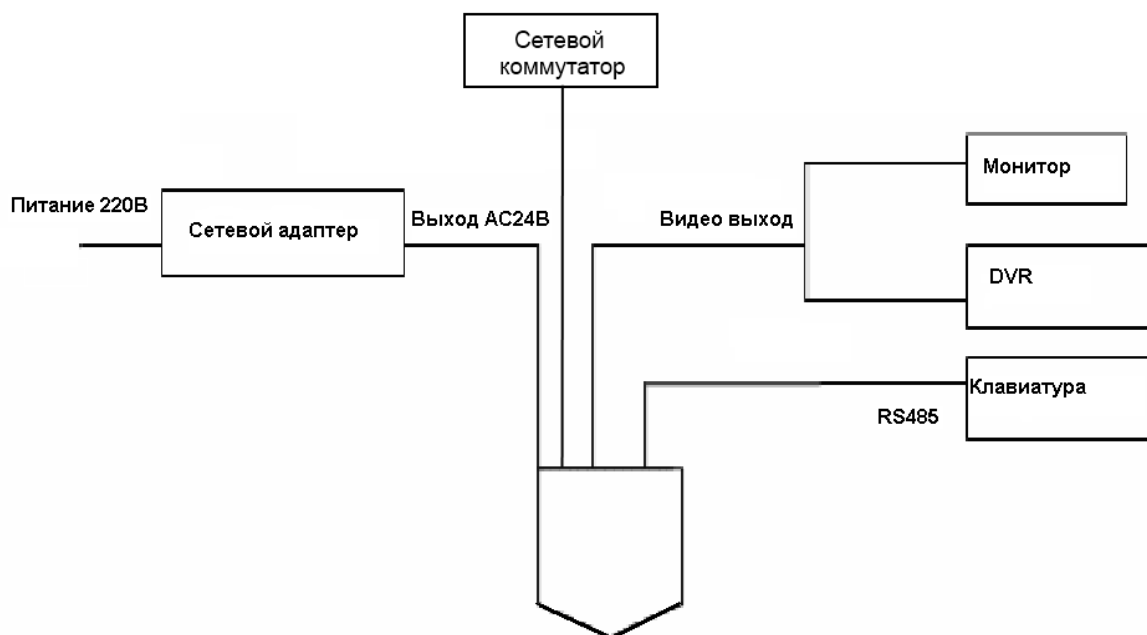 Сетевой
коммутатор
Монитор
Питание 220В
Сетевой адаптер
Выход АС24В
Видео выход
DVR
Клавиатура
RS485